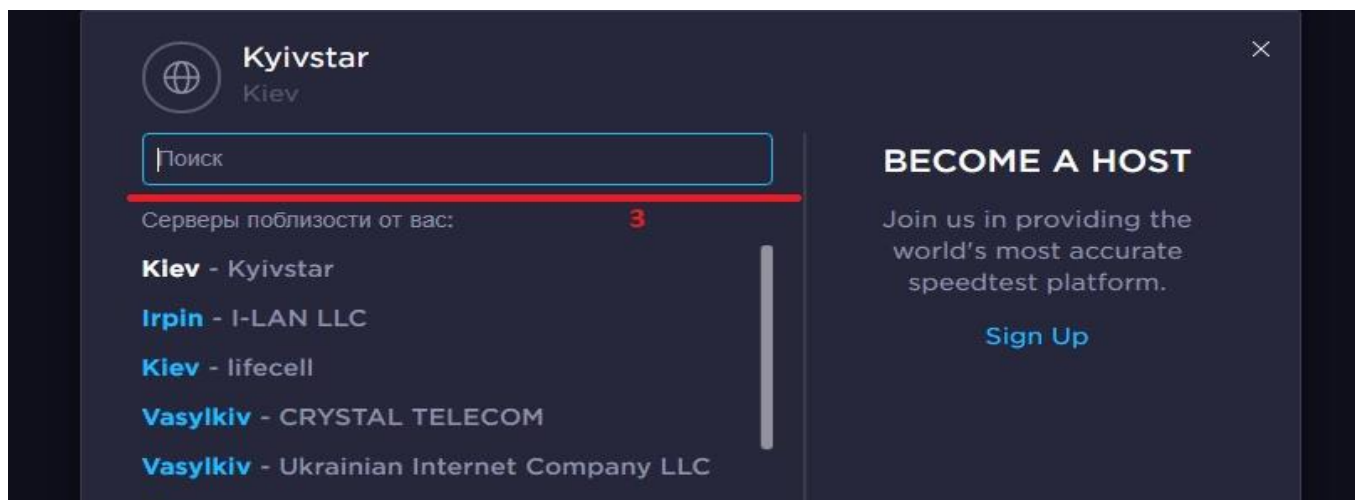 Kyivstar
Kiev
Поиск
Серверы поблизости от вас:
3
Kiev - Kyivstar
Irpin - I-LAN LLC
Kiev - lifecell
Vasylkiv - CRYSTAL TELECOM
Vasylkiv - Ukrainian Internet Company LLC
BECOME A HOST
Join us in providing the
world's most accurate
speedtest platform.
Sign Up